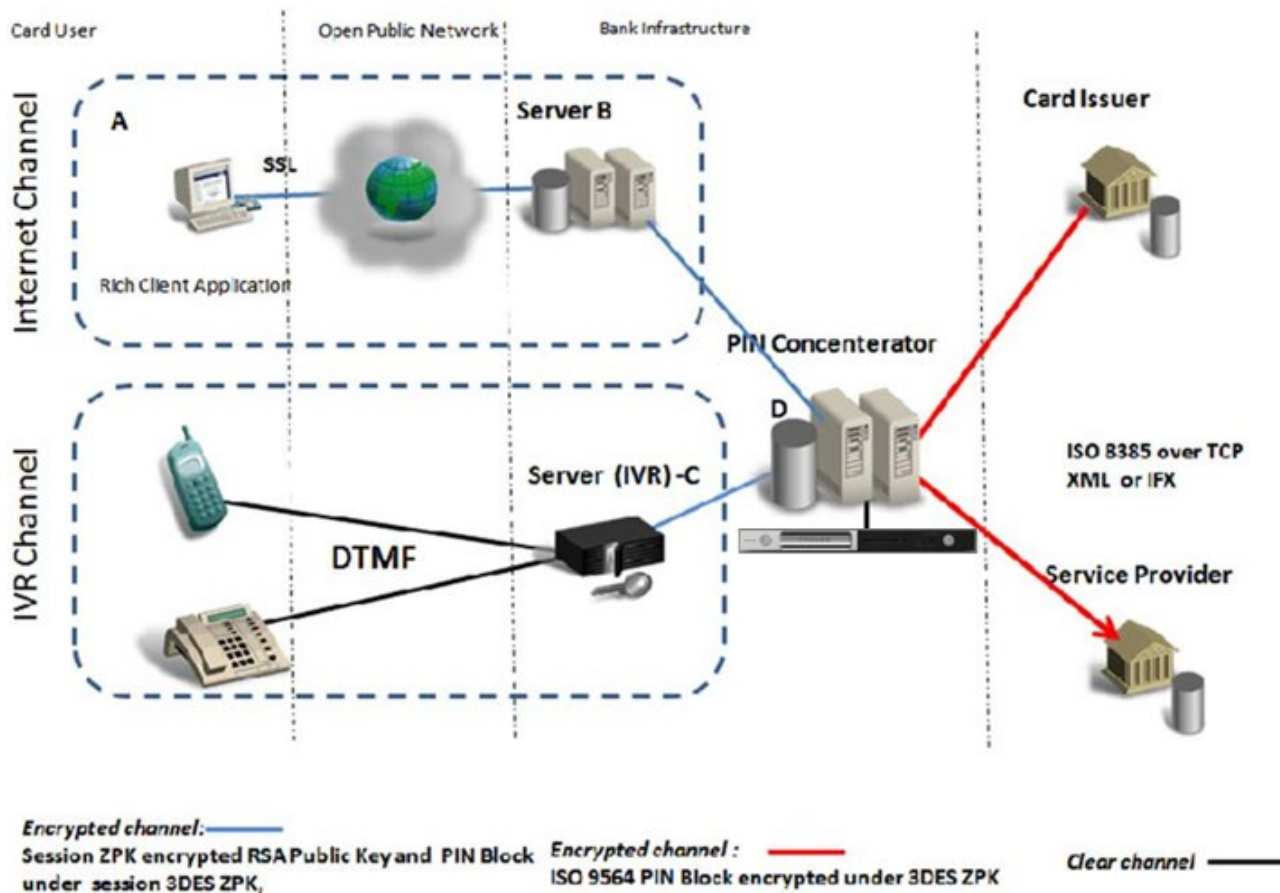 Card User
Open Public Network
Bank Infrastructure
Internet Channel
A
SSL
Server B
Card Issuer
Rich Client Application
PIN Concenterator
D
IVR Channel
DTMF
Server (IVR) -C
ISO 8385 over TCP
XML or IFX
Service Provider
Encrypted channel:
Session ZPK encrypted RSA Public Key and PIN Block
under session 3DES ZPK,
Encrypted channel :
ISO 9564 PIN Block encrypted under 3DES ZPK
Clear channel